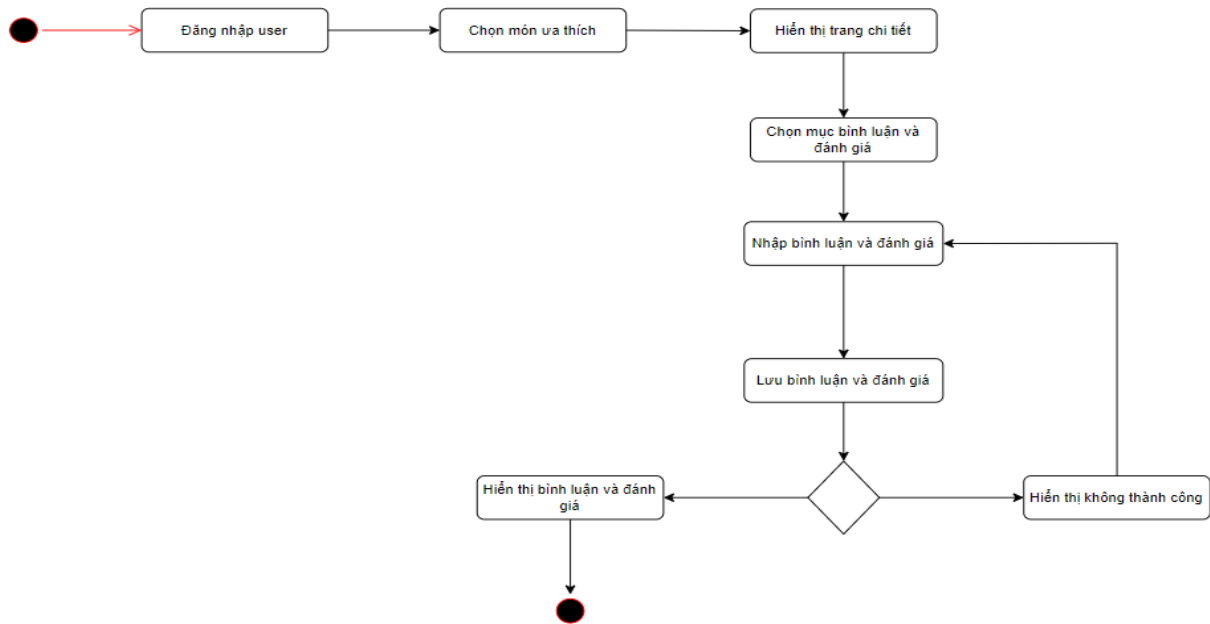 Đăng nhập user
Chọn món ưa thích
Hiển thị trang chi tiết
Chọn mục bình luận và
đánh giá
Nhập bình luận và đánh giá
Lưu bình luận và đánh giá
Hiển thị bình luận và đánh
giá
Hiển thị không thành công